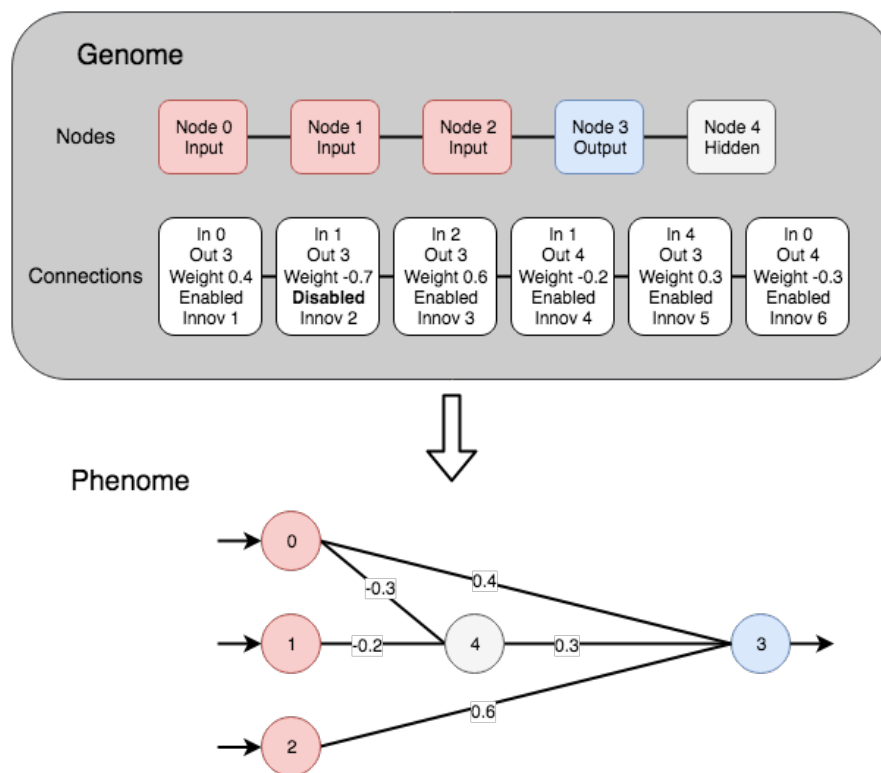 Genome
Nodes
Node 0
Input
Node 1
Input
Node 2
Input
Node 3
Output
Node 4
Hidden
Connections
In 0
Out 3
Weight 0.4
Enabled
Innov 1
In 1
Out 3
Weight -0.7
Disabled
Innov 2
In 2
Out 3
Weight 0.6
Enabled
Innov 3
In 1
Out 4
Weight -0.2
Enabled
Innov 4
In 4
Out 3
Weight 0.3
Enabled
Innov 5
In 0
Out 4
Weight -0.3
Enabled
Innov 6
Phenome
0
-0.3
0.4
1
-0.2
4
0.3
3
0.6
2